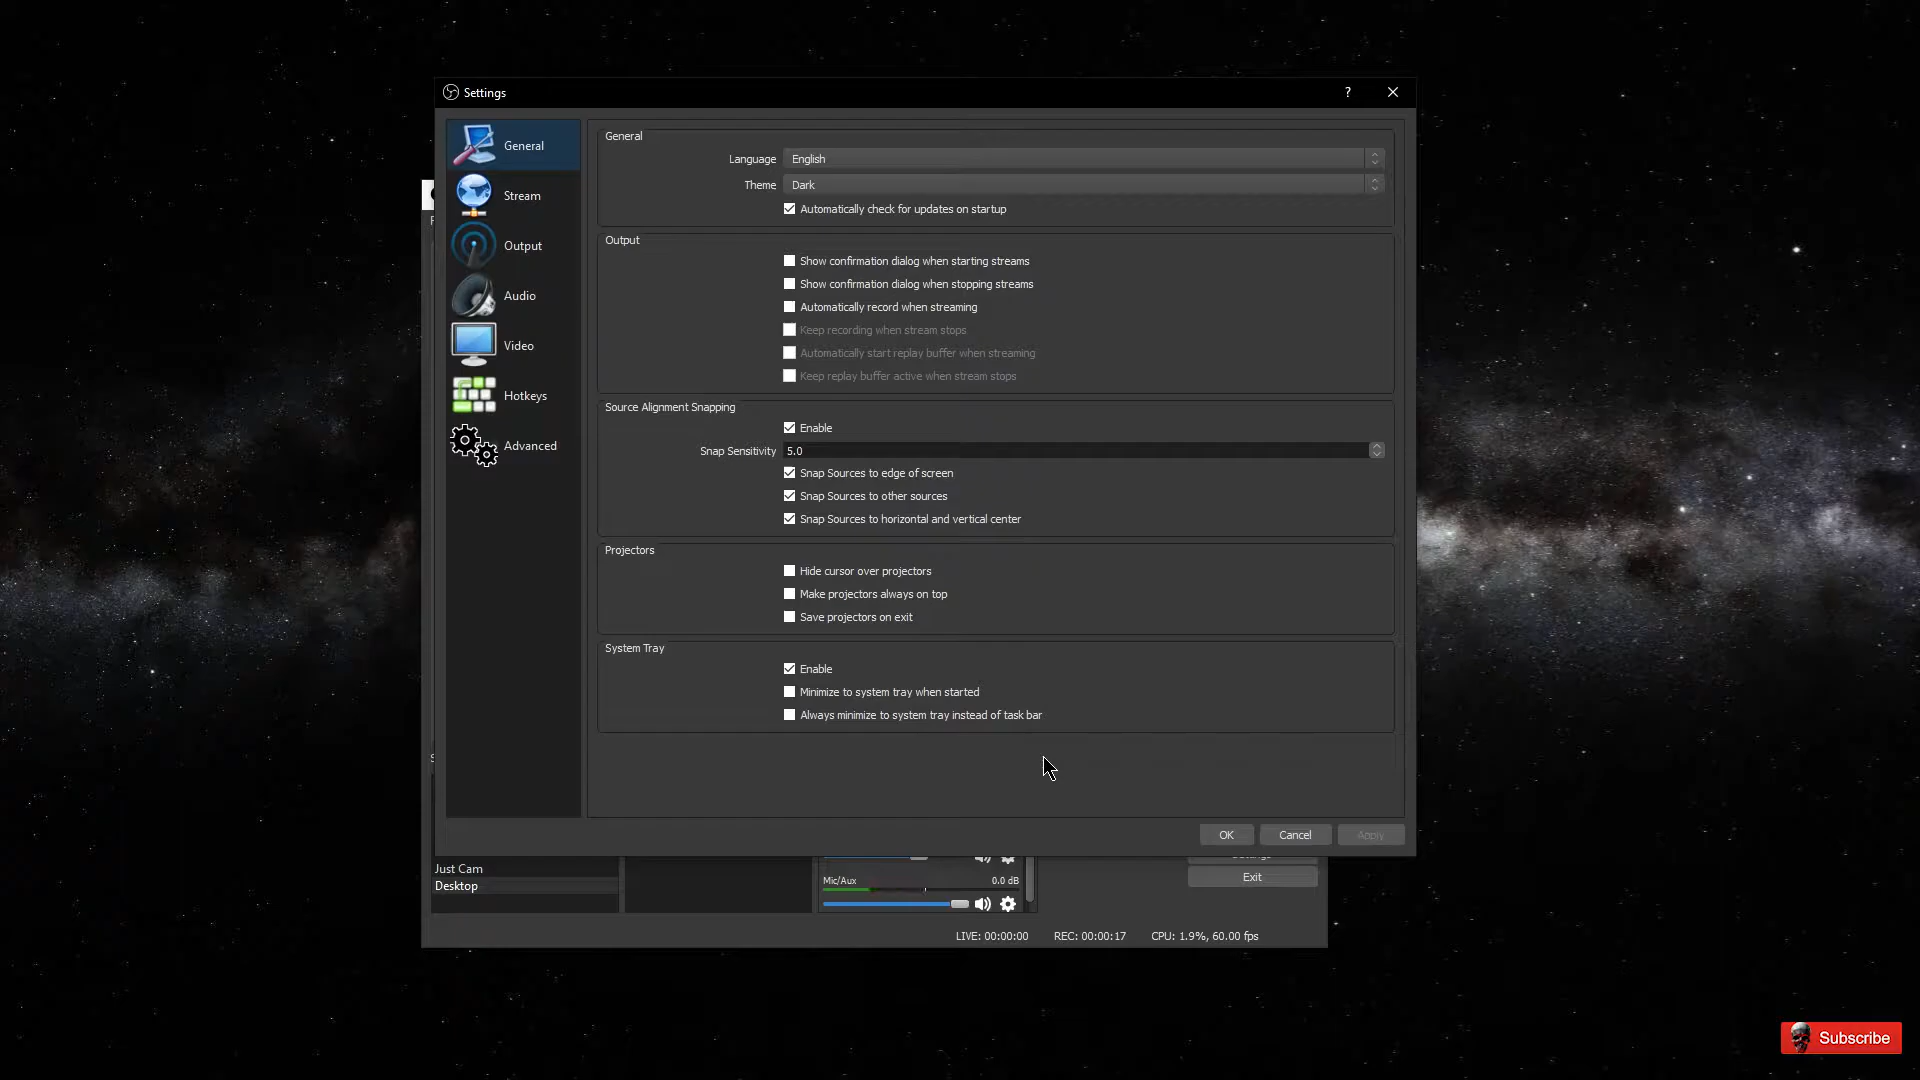 Settings
?
General
Stream
Output
Audio
Video
Hotkeys
Advanced
General
Language English
Theme Dark
Automatically check for updates on startup
Output
Show confirmation dialog when starting streams
Show confirmation dialog when stopping streams
Automatically record when streaming
Keep recording when stream stops
Automatically start replay buffer when streaming
Keep replay buffer active when stream stops
Source Alignment Snapping
Enable
Snap Sensitivity 5.0
Snap Sources to edge of screen
Snap Sources to other sources
Snap Sources to horizontal and vertical center
Projectors
Hide cursor over projectors
Make projectors always on top
Save projectors on exit
System Tray
Enable
Minimize to system tray when started
Always minimize to system tray instead of task bar
OK Cancel Apply
Just Cam
Desktop
Mic/Aux 0.0 dB
Exit
LIVE: 00:00:00 REC: 00:00:17 CPU: 1.9%, 60.00 fps
Subscribe